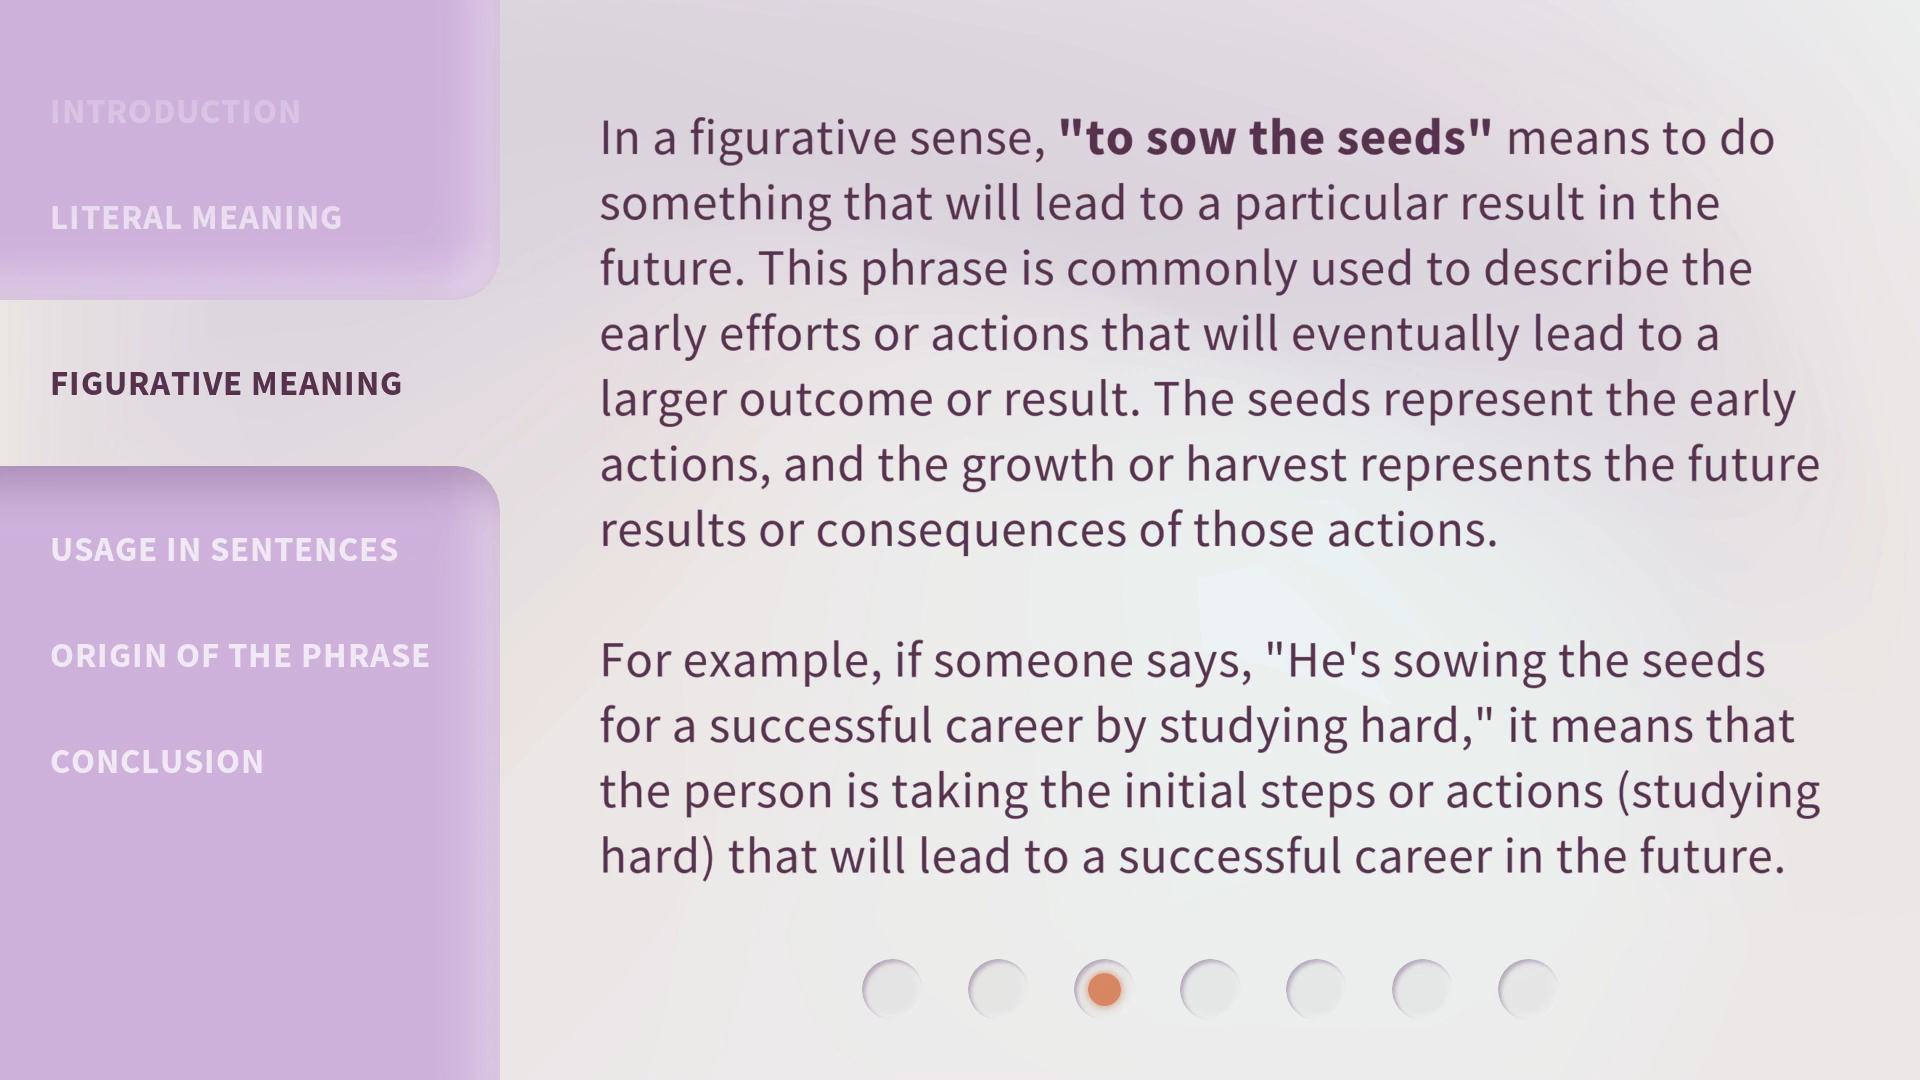 INTRODUCTION
LITERAL MEANING
FIGURATIVE MEANING
USAGE IN SENTENCES
ORIGIN OF THE PHRASE
CONCLUSION
In a figurative sense, "to sow the seeds" means to do
something that will lead to a particular result in the
future. This phrase is commonly used to describe the
early efforts or actions that will eventually lead to a
larger outcome or result. The seeds represent the early
actions, and the growth or harvest represents the future
results or consequences of those actions.
For example, if someone says, "He's sowing the seeds
for a successful career by studying hard," it means that
the person is taking the initial steps or actions (studying
hard) that will lead to a successful career in the future.